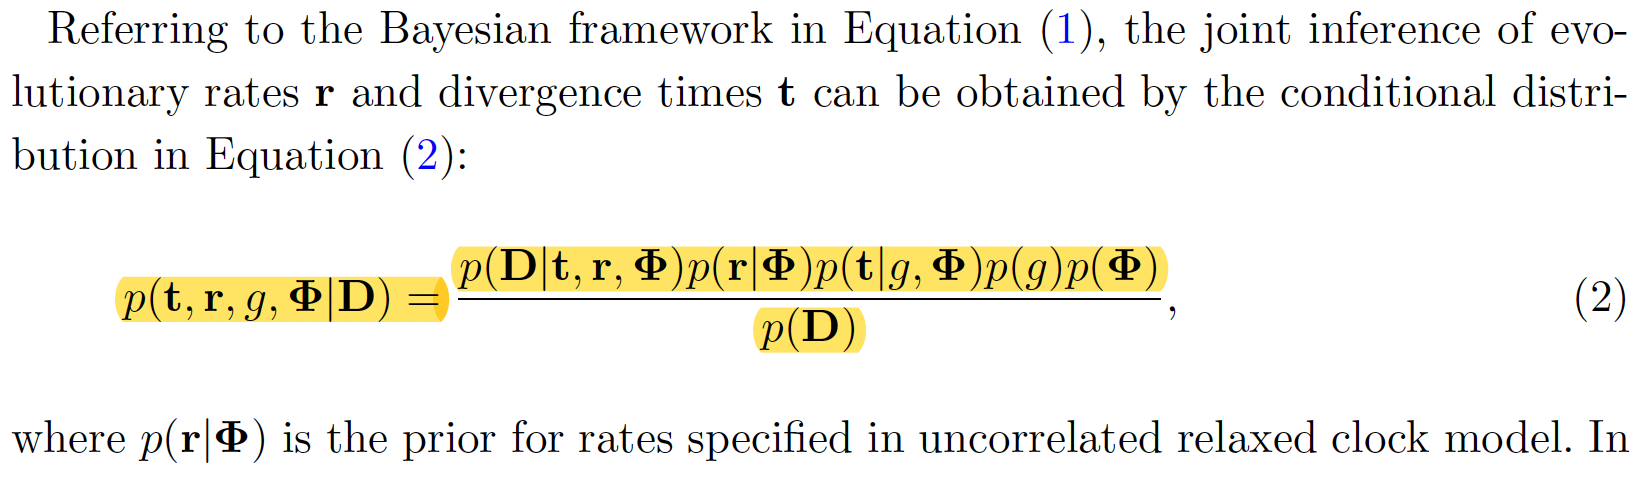 Referring to the Bayesian framework in Equation (1), the joint inference of evo-
lutionary rates r and divergence times t can be obtained by the conditional distri-
bution in Equation (2):
p(t, r, g, Φ|D) = p(D|t, r, Φ)p(r|Φ)p(t|g, Φ)p(g)p(Φ) / p(D), (2)
where p(r|Φ) is the prior for rates specified in uncorrelated relaxed clock model. In